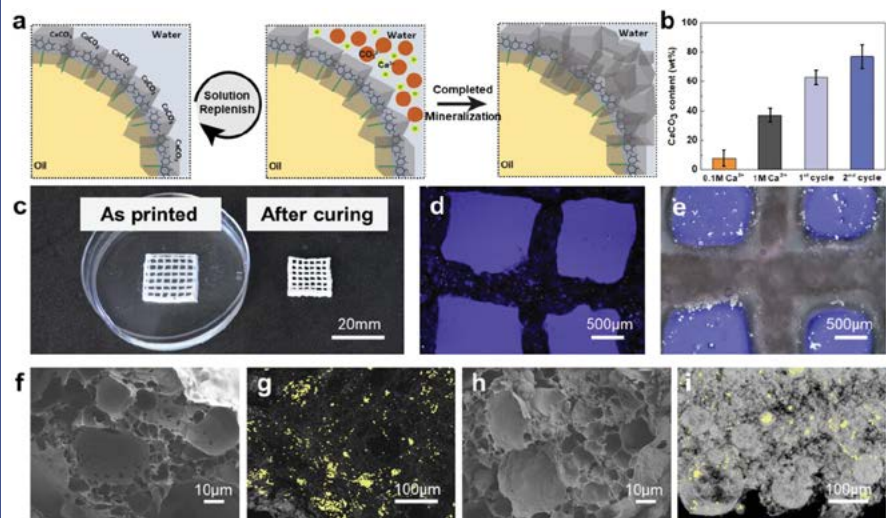 a
CaCO₃
CaCO₃
CaCO₃
CaCO₃
CaCO₃
CaCO₃
Oil
Water
Solution
Replenish
Water
CO₃
Ca²⁺
Oil
Completed
Mineralization
Water
Oil
b
CaCO₃ content (wt%)
100
80
60
40
20
0
0.1M Ca²⁺ 1M Ca²⁺ 1ˢᵗ cycle 2ⁿᵈ cycle
c
As printed
After curing
20mm
d
500μm
e
500μm
f
10μm
g
100μm
h
10μm
i
100μm